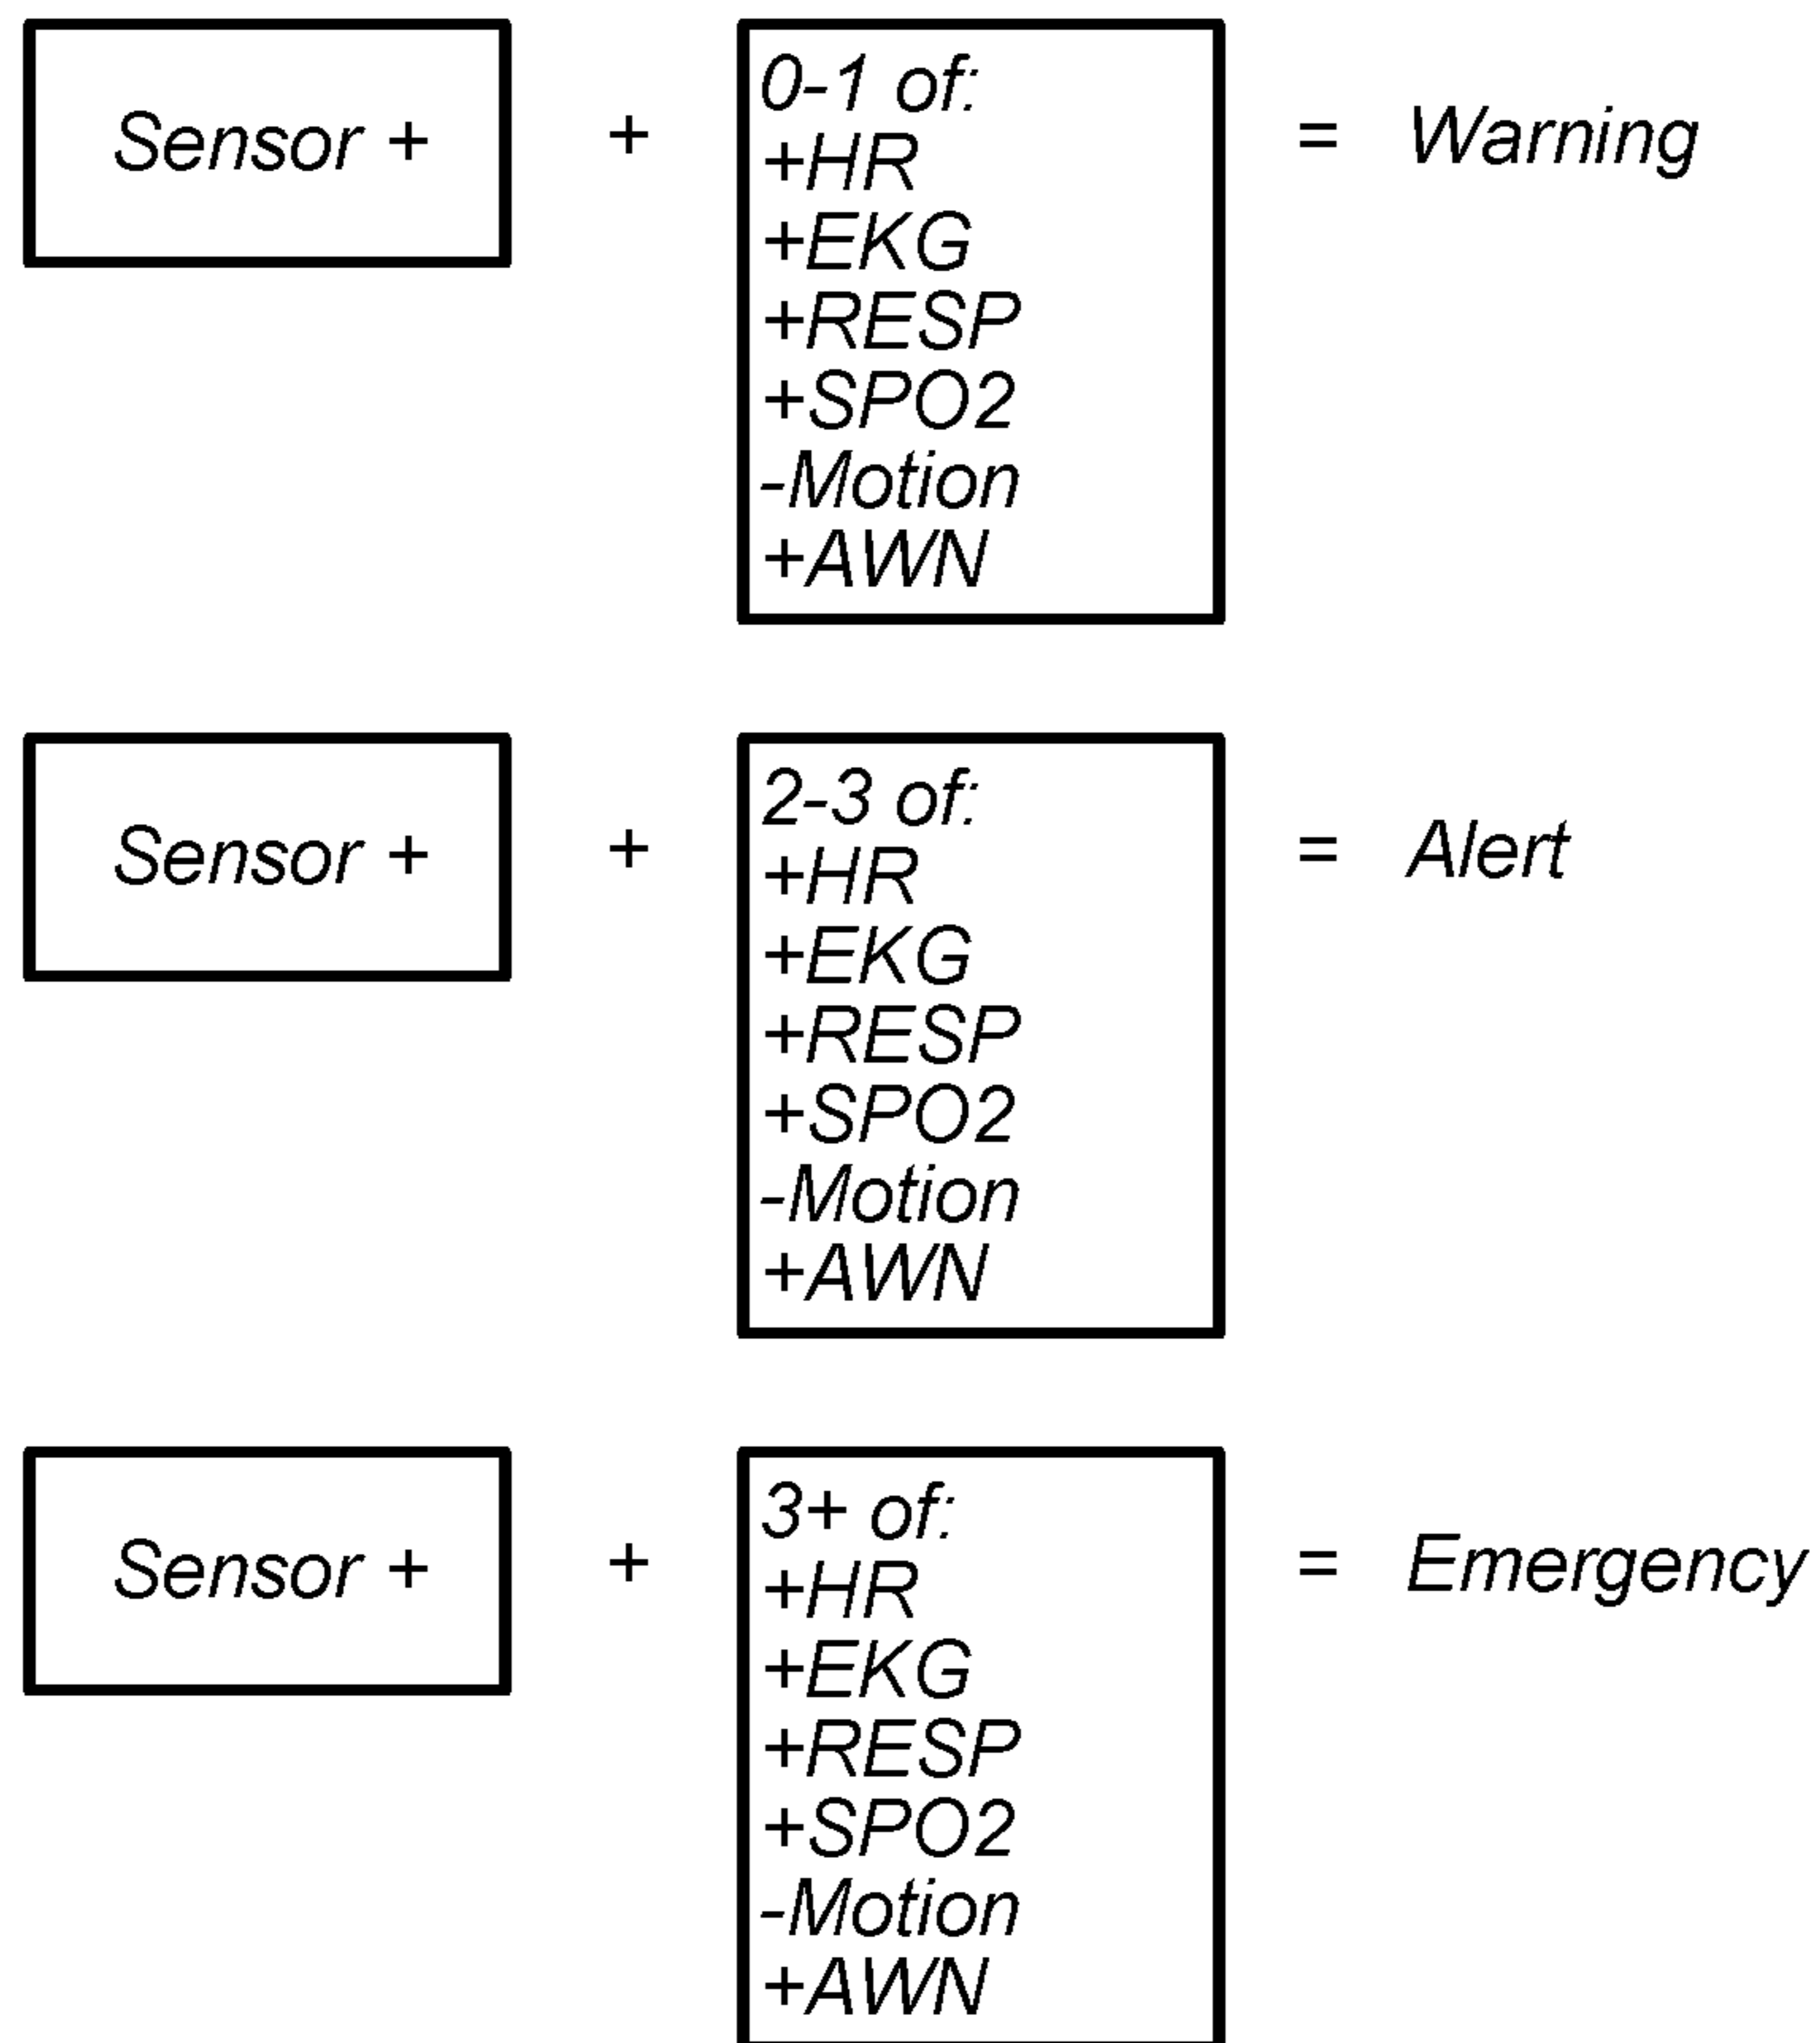 Sensor +
+
0-1 of:
+HR
+EKG
+RESP
+SPO2
-Motion
+AWN
= Warning
Sensor +
+
2-3 of:
+HR
+EKG
+RESP
+SPO2
-Motion
+AWN
= Alert
Sensor +
+
3+ of:
+HR
+EKG
+RESP
+SPO2
-Motion
+AWN
= Emergency